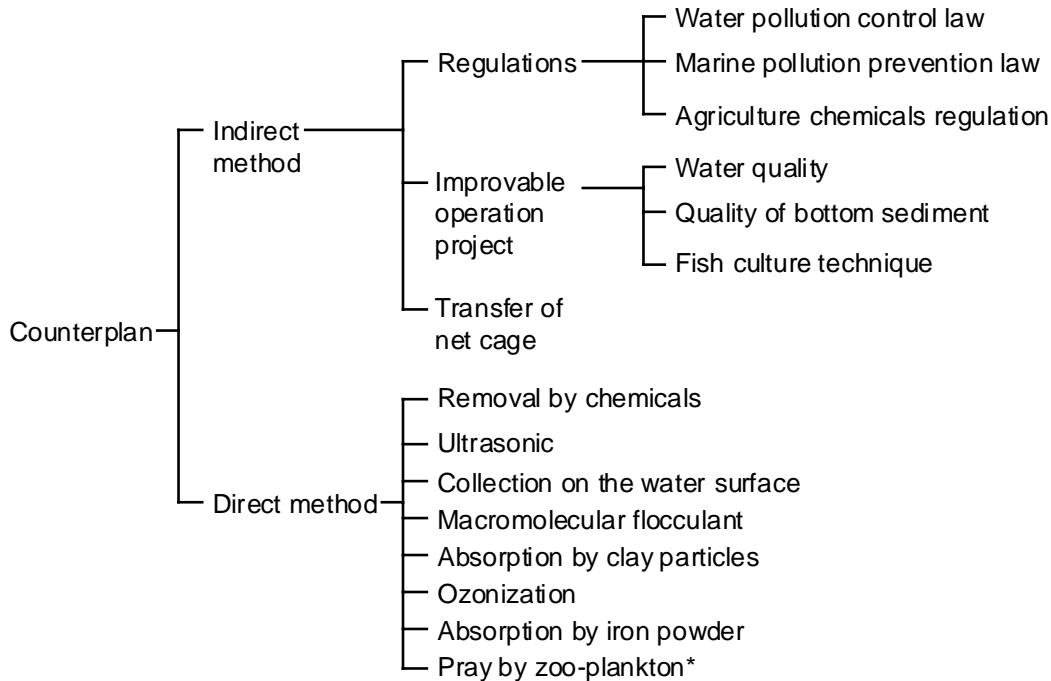 Counterplan
Indirect
method
Regulations
Water pollution control law
Marine pollution prevention law
Agriculture chemicals regulation
Improvable
operation
project
Water quality
Quality of bottom sediment
Fish culture technique
Transfer of
net cage
Direct method
Removal by chemicals
Ultrasonic
Collection on the water surface
Macromolecular flocculant
Absorption by clay particles
Ozonization
Absorption by iron powder
Pray by zoo-plankton*